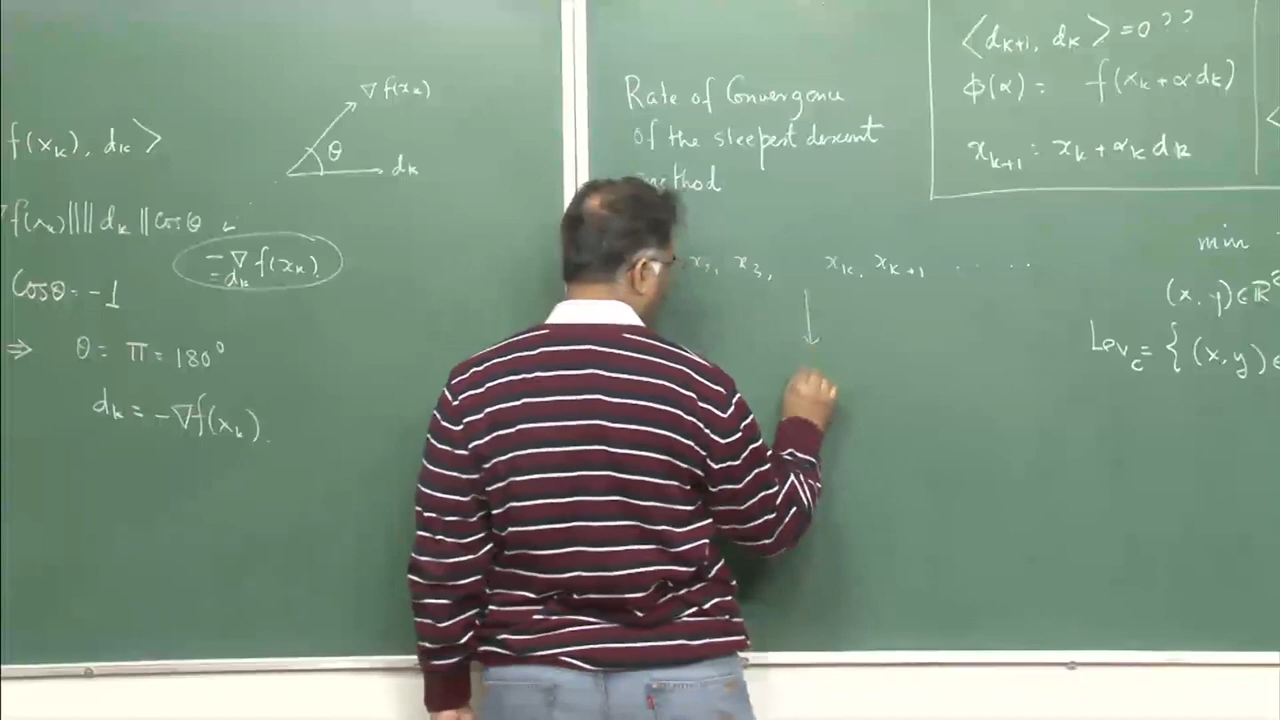 f(xₖ), dₖ >
∇ f(xₖ)
θ
dₖ
∇f(xₖ)|| || dₖ || Cosθ
-∇ f(xₖ)
= dₖ
Cosθ = -1
⇒ θ = π = 180°
dₖ = -∇f(xₖ).
Rate of Convergence
of the steepest descent
method
x₂, x₃, xₖ, xₖ₊₁ . . . . .
↓
<dₖ₊₁, dₖ> = 0 ??
φ(α) = f(xₖ + α dₖ)
xₖ₊₁ = xₖ + αₖ dₖ
min
(x, y) ∈ ℝ²
Lev_c = { (x, y) ∈